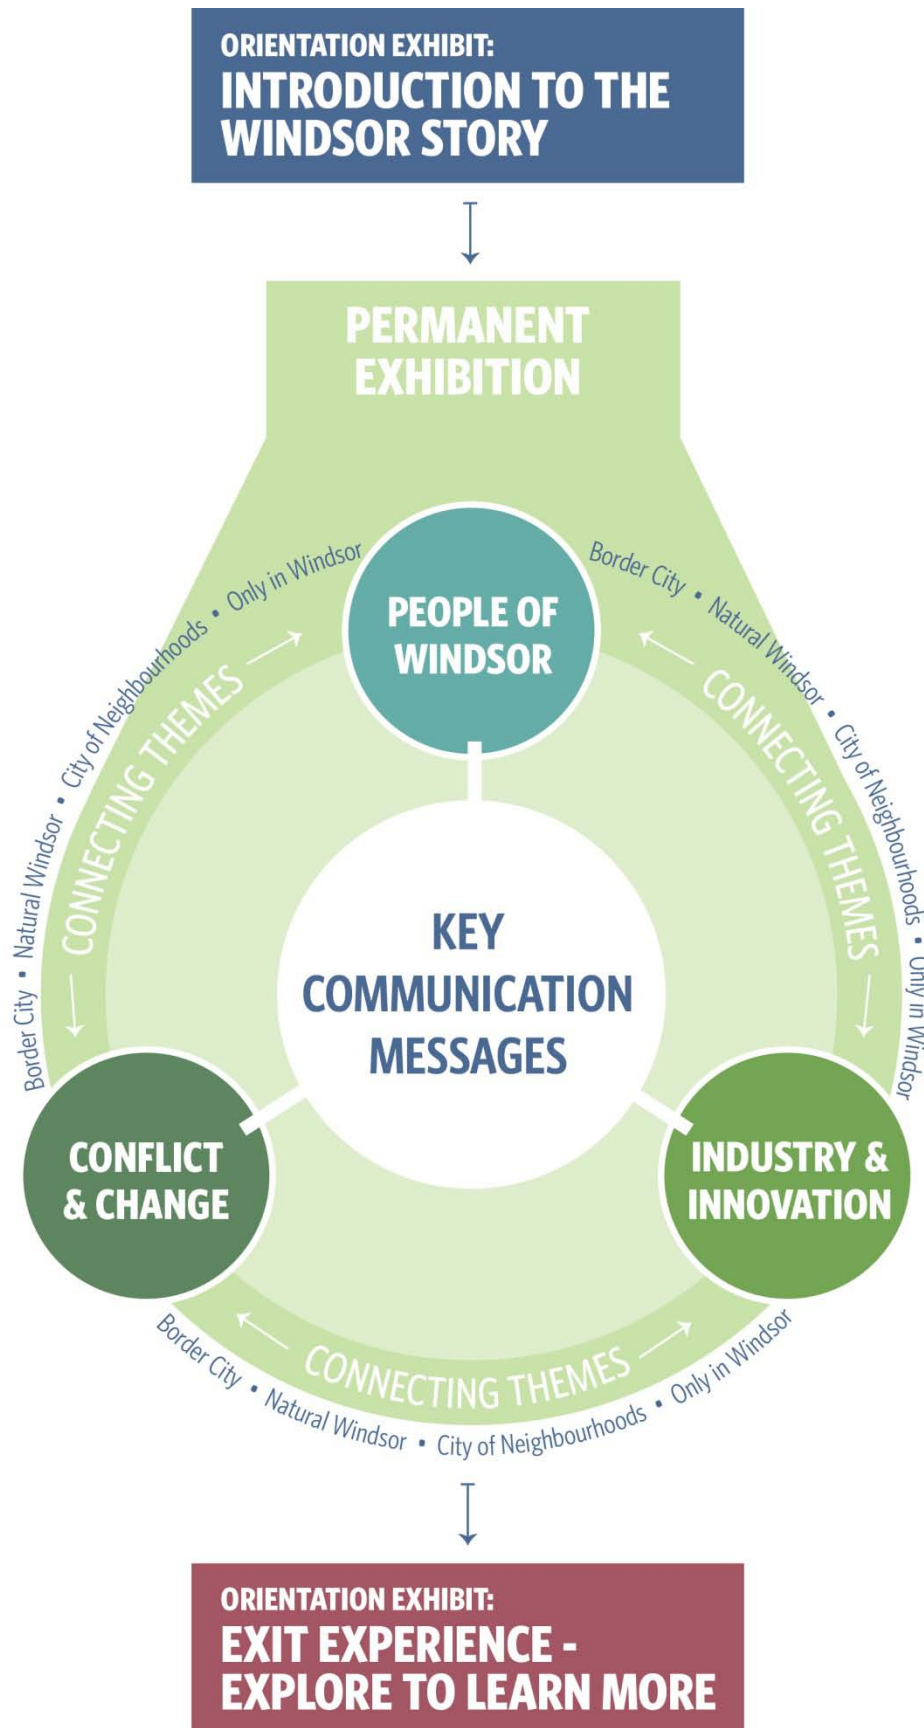 ORIENTATION EXHIBIT:
INTRODUCTION TO THE
WINDSOR STORY
PERMANENT
EXHIBITION
PEOPLE OF
WINDSOR
Border City • Natural Windsor • City of Neighbourhoods • Only in Windsor
CONNECTING THEMES
Border City • Natural Windsor • City of Neighbourhoods • Only in Windsor
CONNECTING THEMES
KEY
COMMUNICATION
MESSAGES
CONFLICT
& CHANGE
INDUSTRY &
INNOVATION
CONNECTING THEMES
Border City • Natural Windsor • City of Neighbourhoods • Only in Windsor
ORIENTATION EXHIBIT:
EXIT EXPERIENCE -
EXPLORE TO LEARN MORE